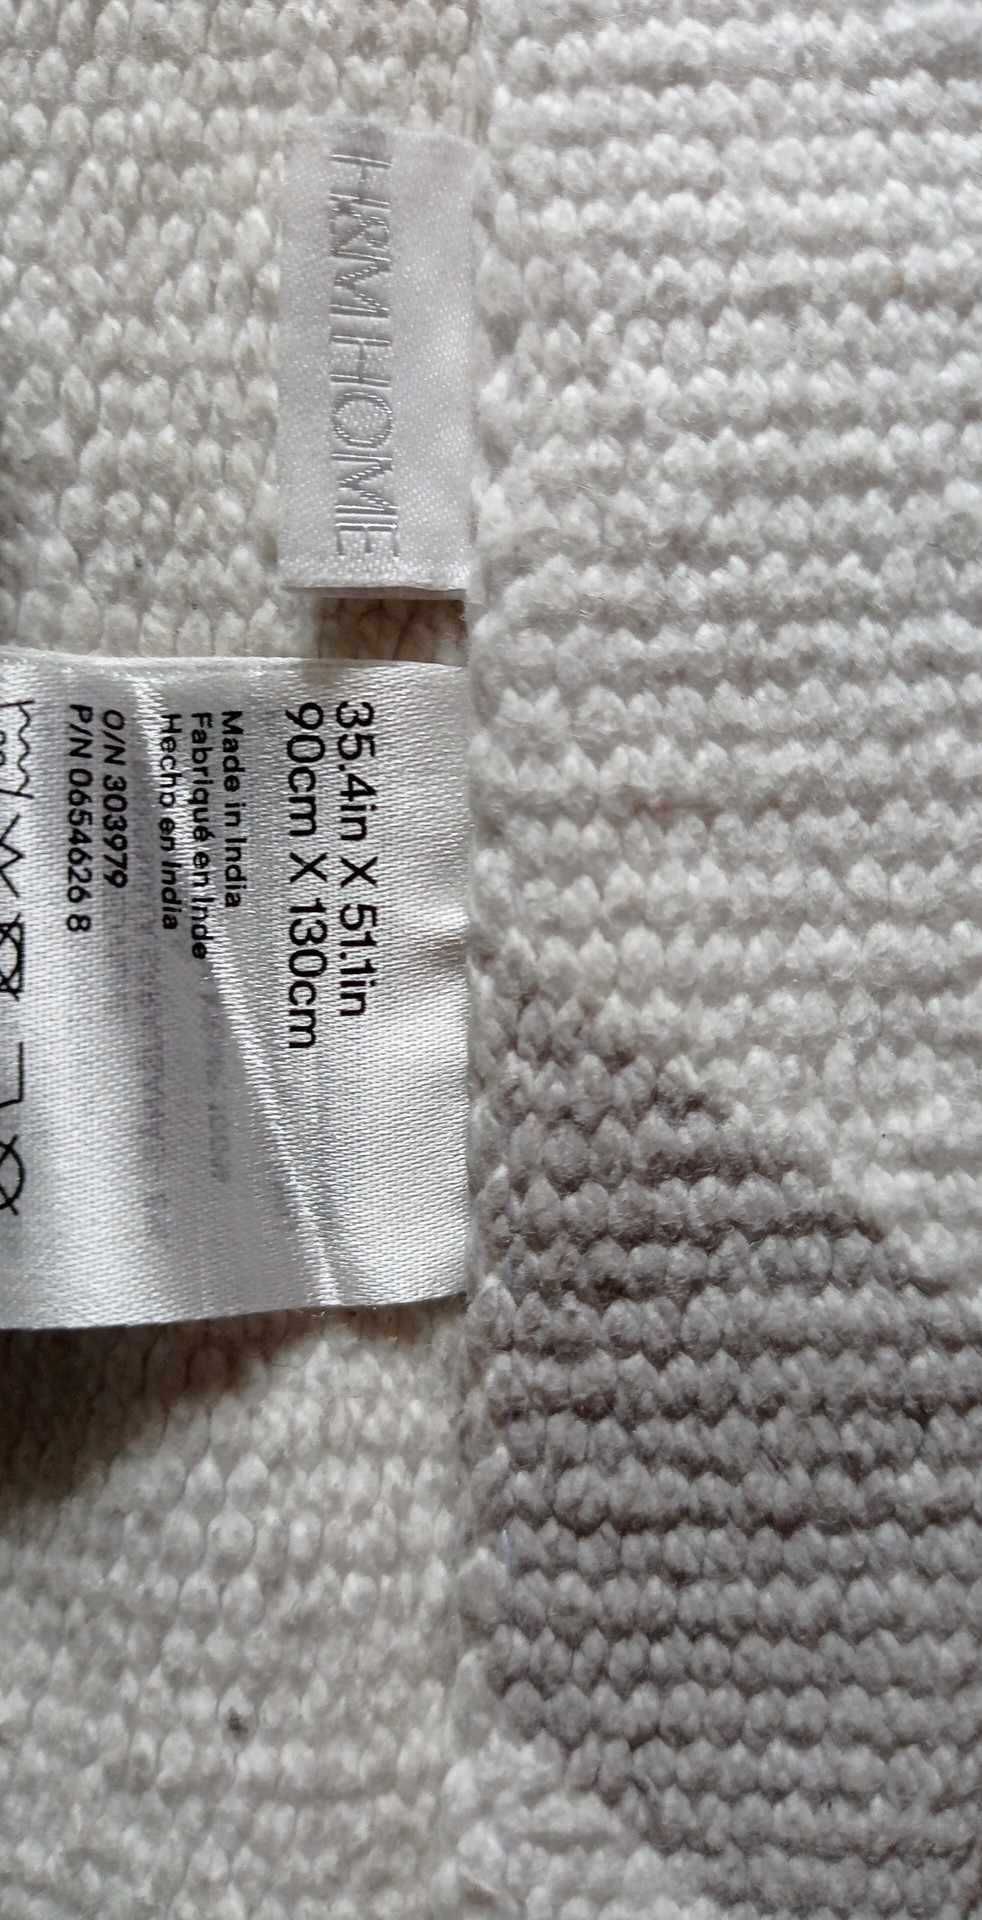 H&M HOME
35.4in X 51.1in
90cm X 130cm
Made in India
Fabriqué en Inde
Hecho en India
O/N 303979
P/N 0654626 8